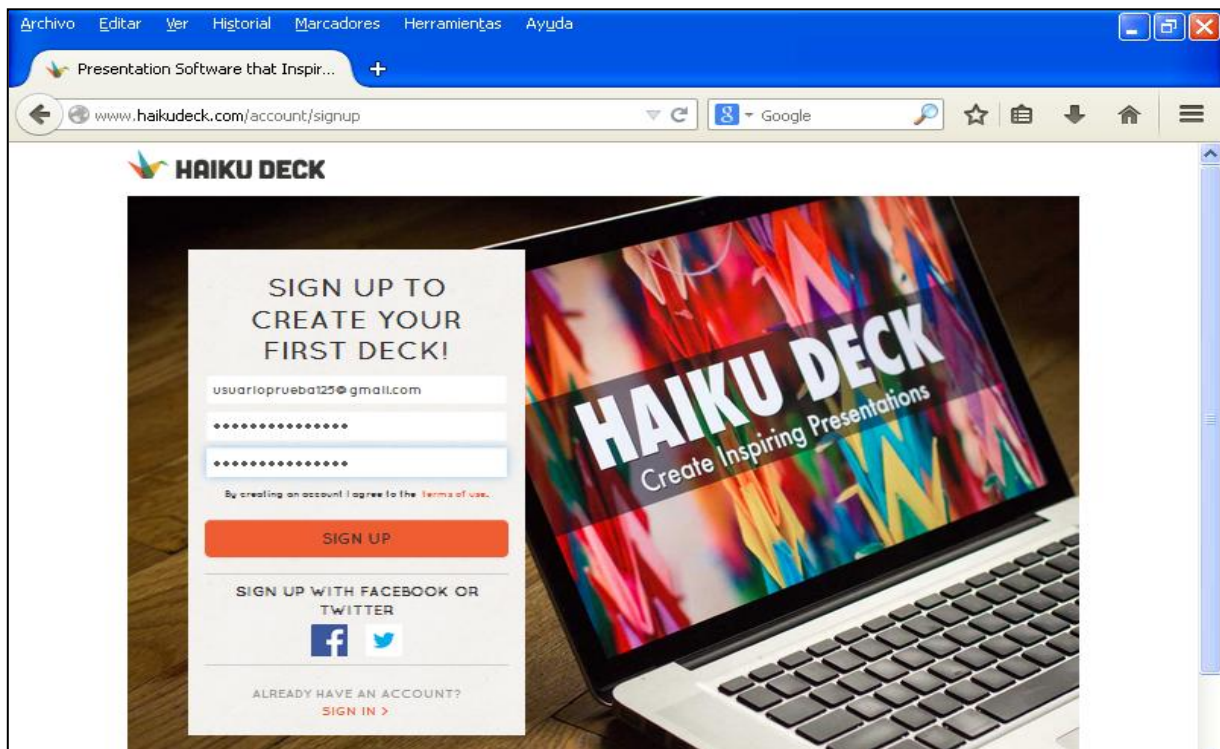 Archivo Editar Ver Historial Marcadores Herramientas Ayuda
Presentation Software that Inspir... +
www.haikudeck.com/account/signup
8 Google
HAIKU DECK
SIGN UP TO
CREATE YOUR
FIRST DECK!
usuarioprueba125@gmail.com
•••••••••••••••
•••••••••••••••
By creating an account I agree to the terms of use.
SIGN UP
SIGN UP WITH FACEBOOK OR
TWITTER
ALREADY HAVE AN ACCOUNT?
SIGN IN >
HAIKU DECK
Create Inspiring Presentations